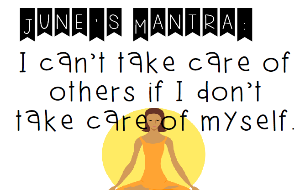 JUNE'S MANTRA:
I can't take care of
others if I don't
take care of myself.